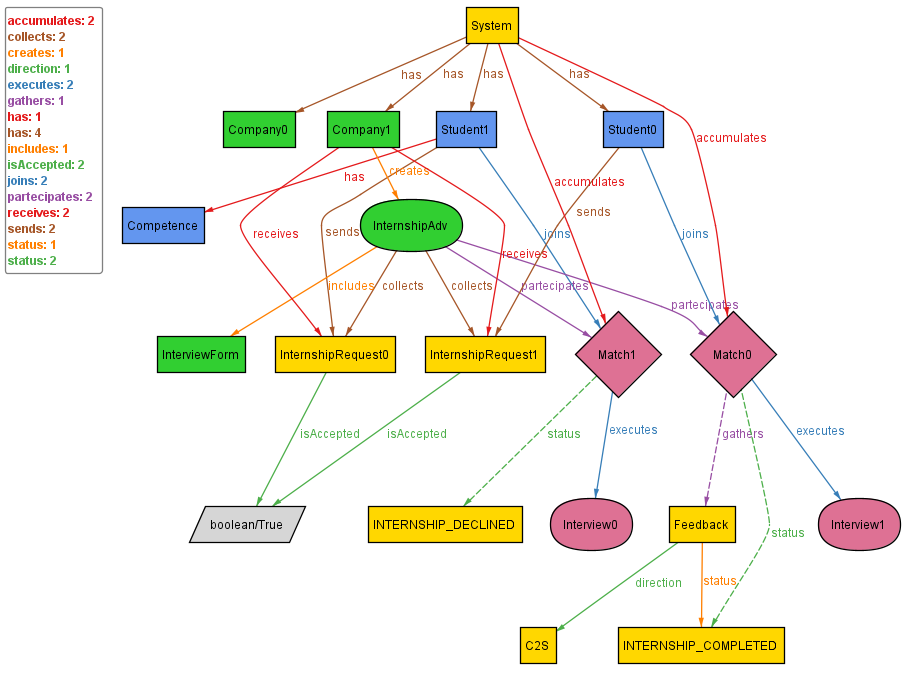 accumulates: 2
collects: 2
creates: 1
direction: 1
executes: 2
gathers: 1
has: 1
has: 4
includes: 1
isAccepted: 2
joins: 2
partecipates: 2
receives: 2
sends: 2
status: 1
status: 2
System
has
has
has
has
Company0
Company1
Student1
Student0
accumulates
has
creates
accumulates
Competence
InternshipAdv
sends
receives
sends
joins
joins
receives
includes
collects
collects
partecipates
partecipates
InterviewForm
InternshipRequest0
InternshipRequest1
Match1
Match0
isAccepted
isAccepted
status
executes
gathers
executes
boolean/True
INTERNSHIP_DECLINED
Interview0
Feedback
Interview1
status
direction
status
C2S
INTERNSHIP_COMPLETED